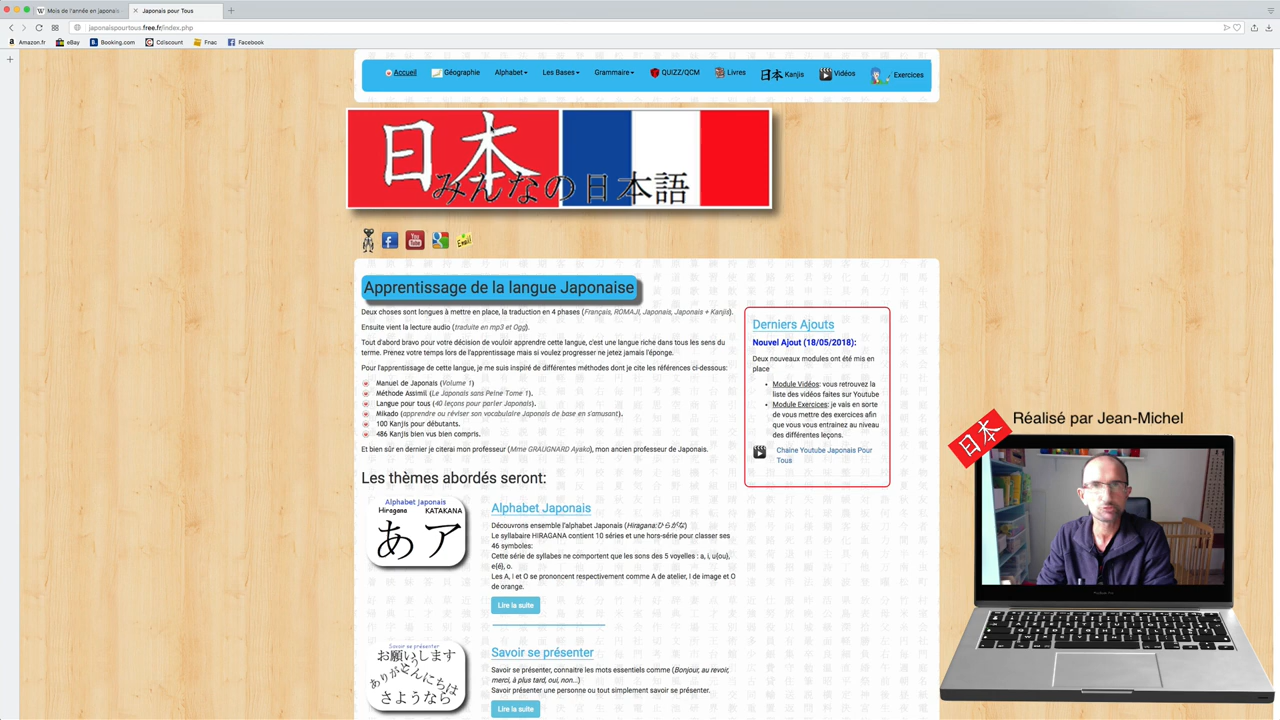 Mois de l'année en japonais
Japonais pour Tous
japonaispourtous.free.fr/index.php
Amazon.fr
eBay
Booking.com
Cdiscount
Fnac
Facebook
Accueil
Géographie
Alphabet
Les Bases
Grammaire
QUIZZ/QCM
Livres
日本 Kanjis
Vidéos
Exercices
日本
みんなの日本語
You Tube
Email
Apprentissage de la langue Japonaise
Deux choses sont longues à mettre en place, la traduction en 4 phases (Français, ROMAJI, Japonais, Japonais + Kanjis).
Ensuite vient la lecture audio (traduite en mp3 et Ogg).
Tout d'abord bravo pour votre décision de vouloir apprendre cette langue, c'est une langue riche dans tous les sens du
terme. Prenez votre temps lors de l'apprentissage mais si voulez progresser ne jetez jamais l'éponge.
Pour l'apprentissage de cette langue, je me suis inspiré de différentes méthodes dont je cite les références ci-dessous:
Manuel de Japonais (Volume 1)
Méthode Assimil (Le Japonais sans Peine Tome 1).
Langue pour tous (40 leçons pour parler Japonais).
Mikado (apprendre ou réviser son vocabulaire Japonais de base en s'amusant).
100 Kanjis pour débutants.
486 Kanjis bien vus bien compris.
Et bien sûr en dernier je citerai mon professeur (Mme GRAUGNARD Ayako), mon ancien professeur de Japonais.
Derniers Ajouts
Nouvel Ajout (18/05/2018):
Deux nouveaux modules ont été mis en
place
Module Vidéos: vous retrouvez la
liste des vidéos faites sur Youtube
Module Exercices: je vais en sorte
de vous mettre des exercices afin
que vous vous entrainez au niveau
des différentes leçons.
Chaine Youtube Japonais Pour
Tous
Les thèmes abordés seront:
Alphabet Japonais
Hiragana
KATAKANA
あ ア
Alphabet Japonais
Découvrons ensemble l'alphabet Japonais (Hiragana:ひらがな)
Le syllabaire HIRAGANA contient 10 séries et une hors-série pour classer ses
46 symboles:
Cette série de syllabes ne comportent que les sons des 5 voyelles : a, i, u(ou),
e(é), o.
Les A, I et O se prononcent respectivement comme A de atelier, I de image et O
de orange.
Lire la suite
Savoir se présenter
お願いします
どうも
ありがとう
こんにちは
さようなら
Savoir se présenter
Savoir se présenter, connaitre les mots essentiels comme (Bonjour, au revoir,
merci, à plus tard, oui, non...)
Savoir présenter une personne ou tout simplement savoir se présenter.
Lire la suite
Réalisé par Jean-Michel
日本